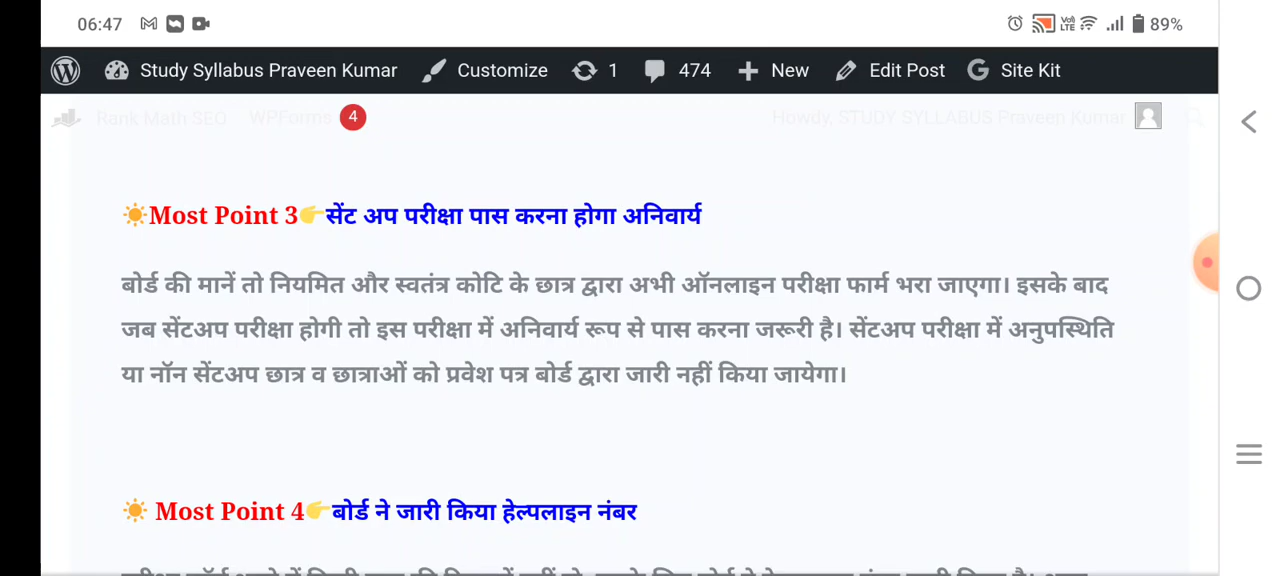 06:47 VoLTE 89%
Study Syllabus Praveen Kumar Customize 1 474 New Edit Post Site Kit
Rank Math SEO WPForms 4 Howdy, STUDY SYLLABUS Praveen Kumar
Most Point 3👉सेंट अप परीक्षा पास करना होगा अनिवार्य
बोर्ड की मानें तो नियमित और स्वतंत्र कोटि के छात्र द्वारा अभी ऑनलाइन परीक्षा फार्म भरा जाएगा। इसके बाद
जब सेंटअप परीक्षा होगी तो इस परीक्षा में अनिवार्य रूप से पास करना जरूरी है। सेंटअप परीक्षा में अनुपस्थिति
या नॉन सेंटअप छात्र व छात्राओं को प्रवेश पत्र बोर्ड द्वारा जारी नहीं किया जायेगा।
Most Point 4👉बोर्ड ने जारी किया हेल्पलाइन नंबर